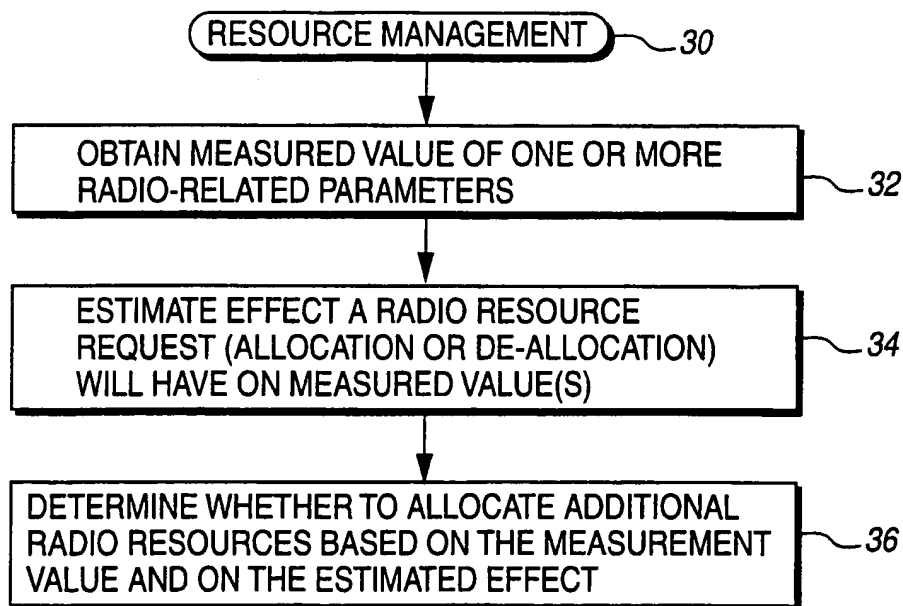 RESOURCE MANAGEMENT
30
OBTAIN MEASURED VALUE OF ONE OR MORE
RADIO-RELATED PARAMETERS
32
ESTIMATE EFFECT A RADIO RESOURCE
REQUEST (ALLOCATION OR DE-ALLOCATION)
WILL HAVE ON MEASURED VALUE(S)
34
DETERMINE WHETHER TO ALLOCATE ADDITIONAL
RADIO RESOURCES BASED ON THE MEASUREMENT
VALUE AND ON THE ESTIMATED EFFECT
36